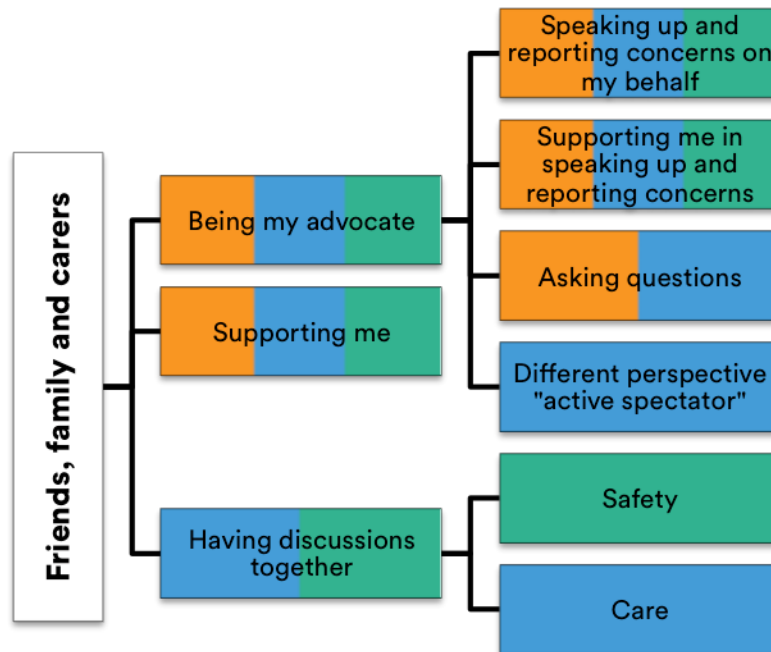 Friends, family and carers
Being my advocate
Supporting me
Having discussions
together
Speaking up and
reporting concerns on
my behalf
Supporting me in
speaking up and
reporting concerns
Asking questions
Different perspective
"active spectator"
Safety
Care